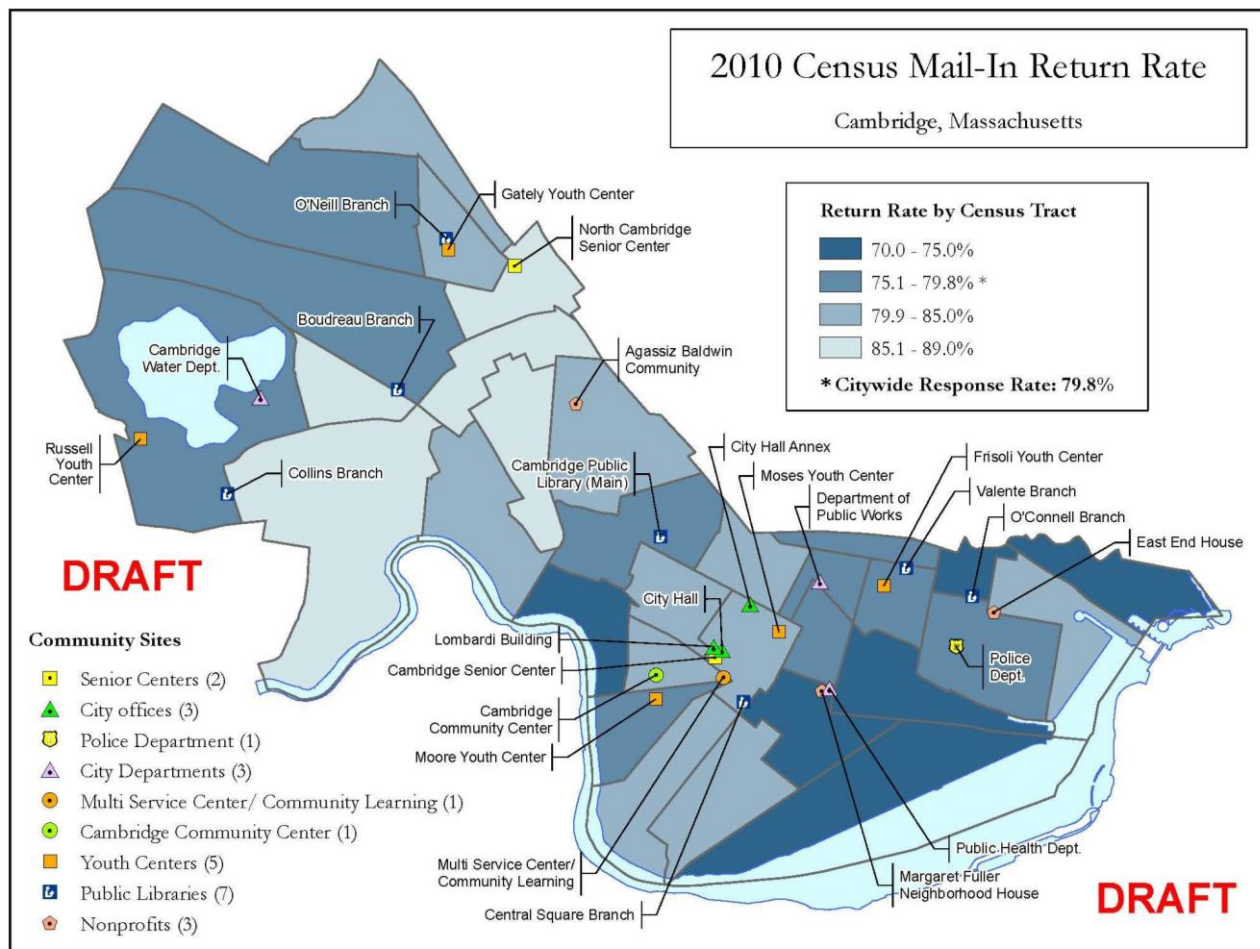 2010 Census Mail-In Return Rate
Cambridge, Massachusetts
Return Rate by Census Tract
70.0 - 75.0%
75.1 - 79.8% *
79.9 - 85.0%
85.1 - 89.0%
* Citywide Response Rate: 79.8%
O'Neill Branch
Gately Youth Center
North Cambridge
Senior Center
Boudreau Branch
Cambridge
Water Dept.
Agassiz Baldwin
Community
Russell
Youth
Center
Collins Branch
Cambridge Public
Library (Main)
City Hall Annex
Moses Youth Center
Department of
Public Works
Frisoli Youth Center
Valente Branch
O'Connell Branch
East End House
DRAFT
City Hall
Lombardi Building
Cambridge Senior Center
Police
Dept.
Cambridge
Community Center
Moore Youth Center
Multi Service Center/
Community Learning
Central Square Branch
Public Health Dept.
Margaret Fuller
Neighborhood House
DRAFT
Community Sites
Senior Centers (2)
City offices (3)
Police Department (1)
City Departments (3)
Multi Service Center/ Community Learning (1)
Cambridge Community Center (1)
Youth Centers (5)
Public Libraries (7)
Nonprofits (3)